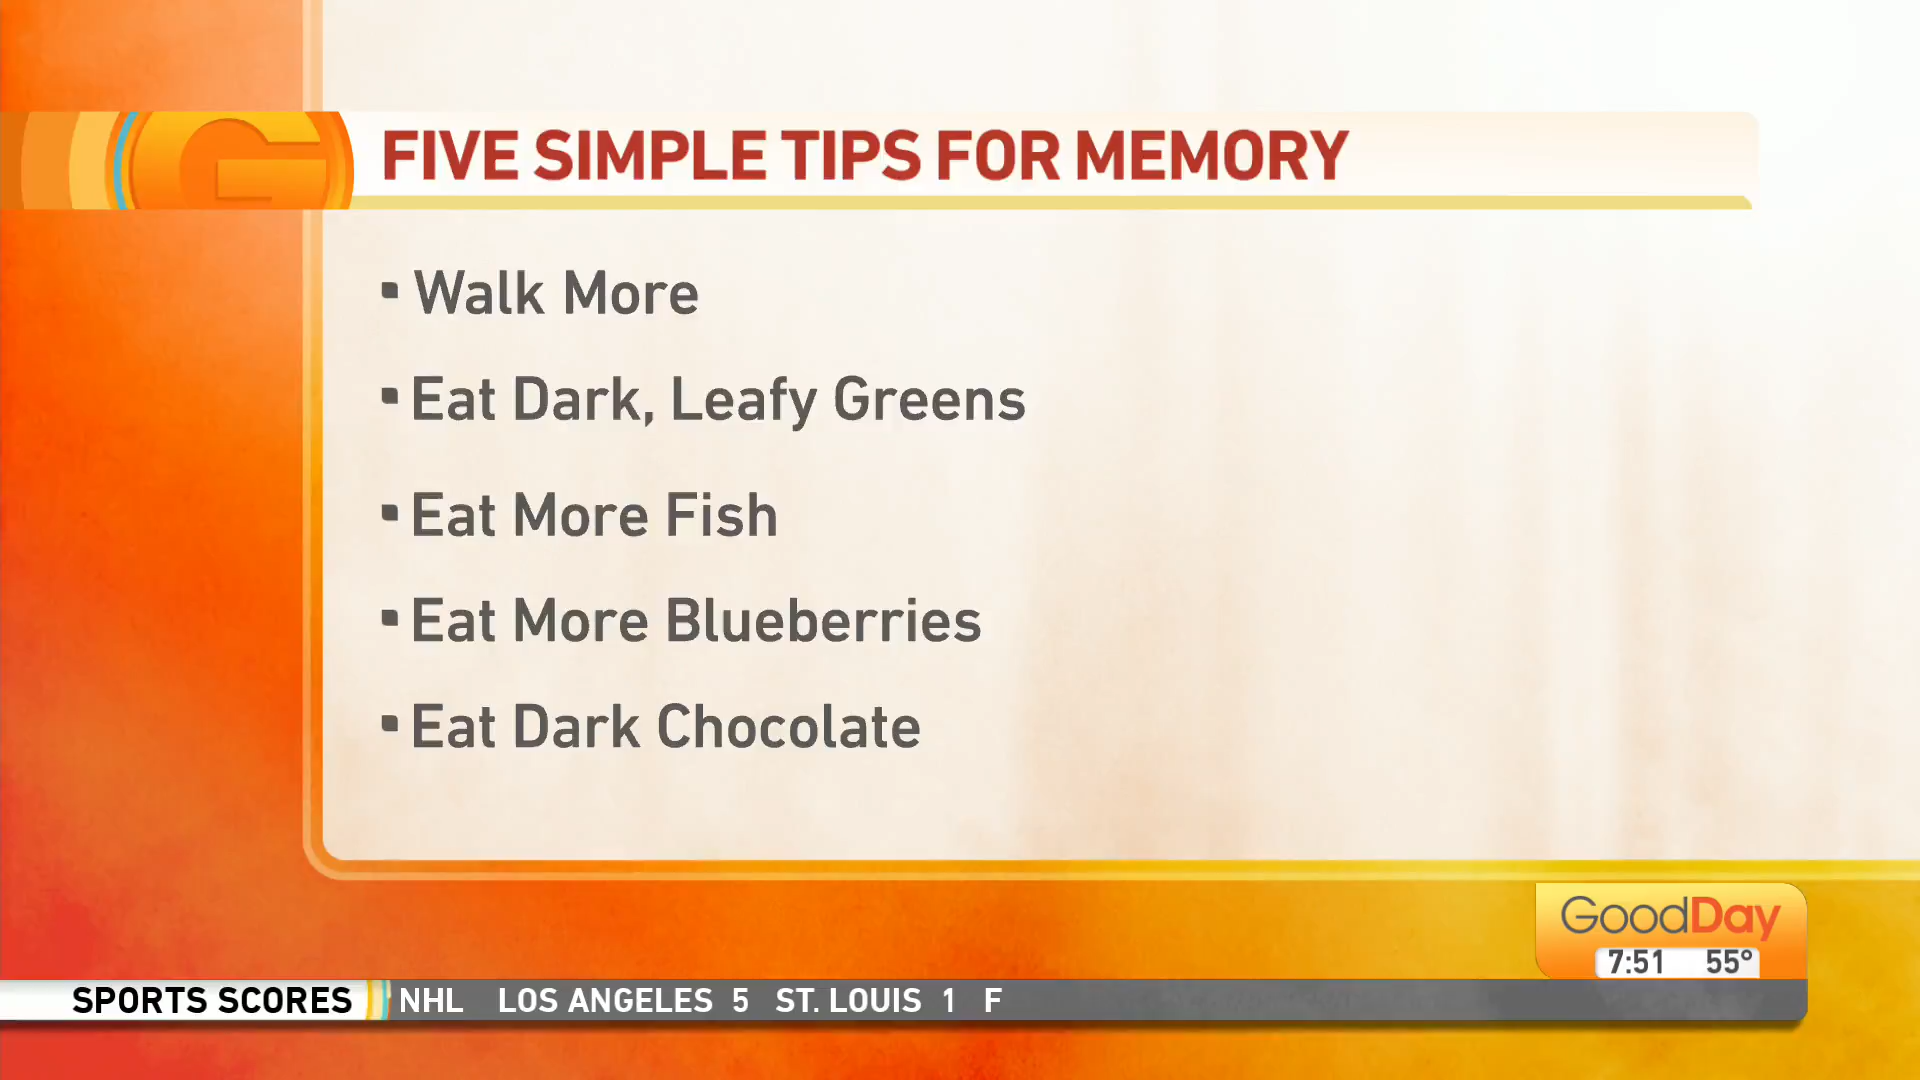 G
FIVE SIMPLE TIPS FOR MEMORY
▪ Walk More
▪ Eat Dark, Leafy Greens
▪ Eat More Fish
▪ Eat More Blueberries
▪ Eat Dark Chocolate
GoodDay
7:51 55°
SPORTS SCORES NHL LOS ANGELES 5 ST. LOUIS 1 F